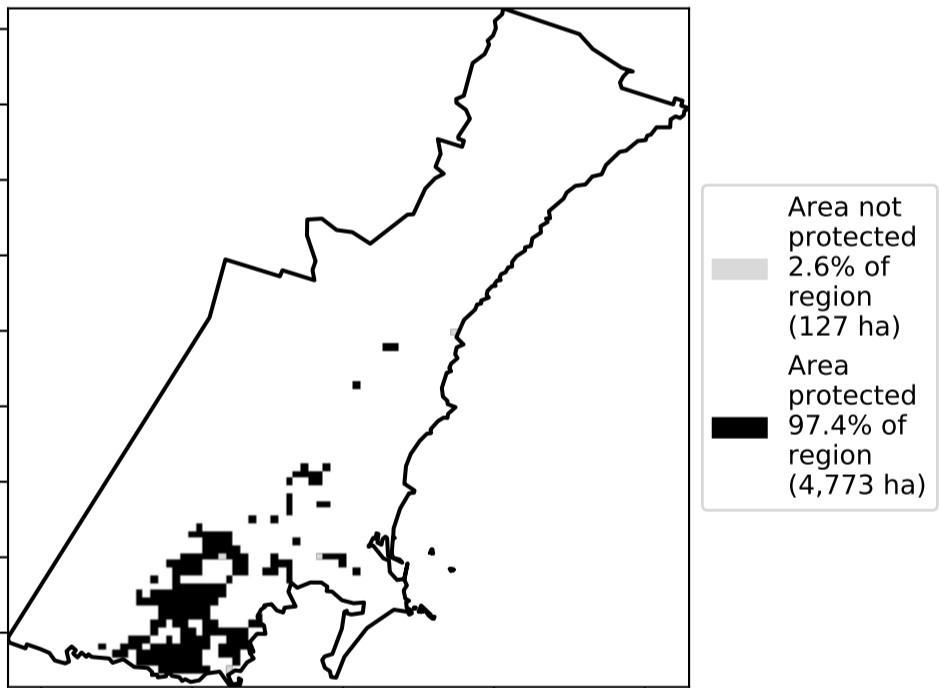 Area not
protected
2.6% of
region
(127 ha)
Area
protected
97.4% of
region
(4,773 ha)